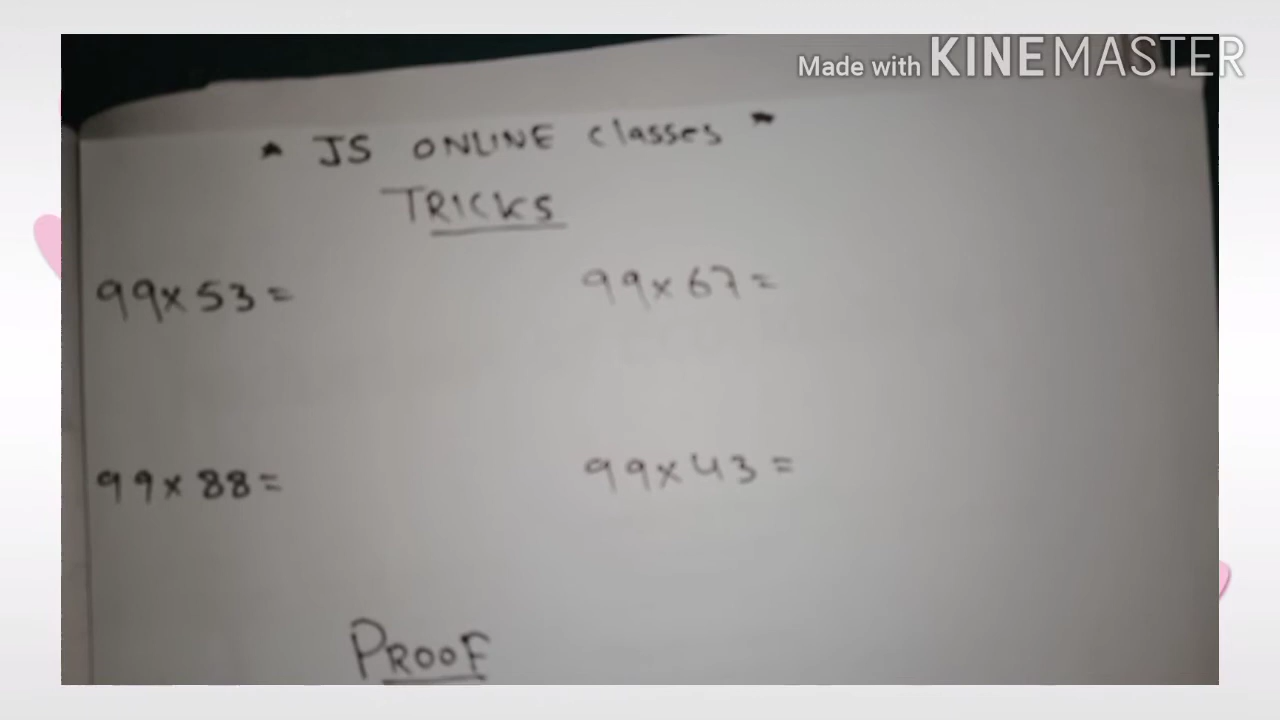 Made with KINEMASTER
* JS ONLINE Classes *
TRICKS
99x53= 99x67=
99x88= 99x43=
PROOF